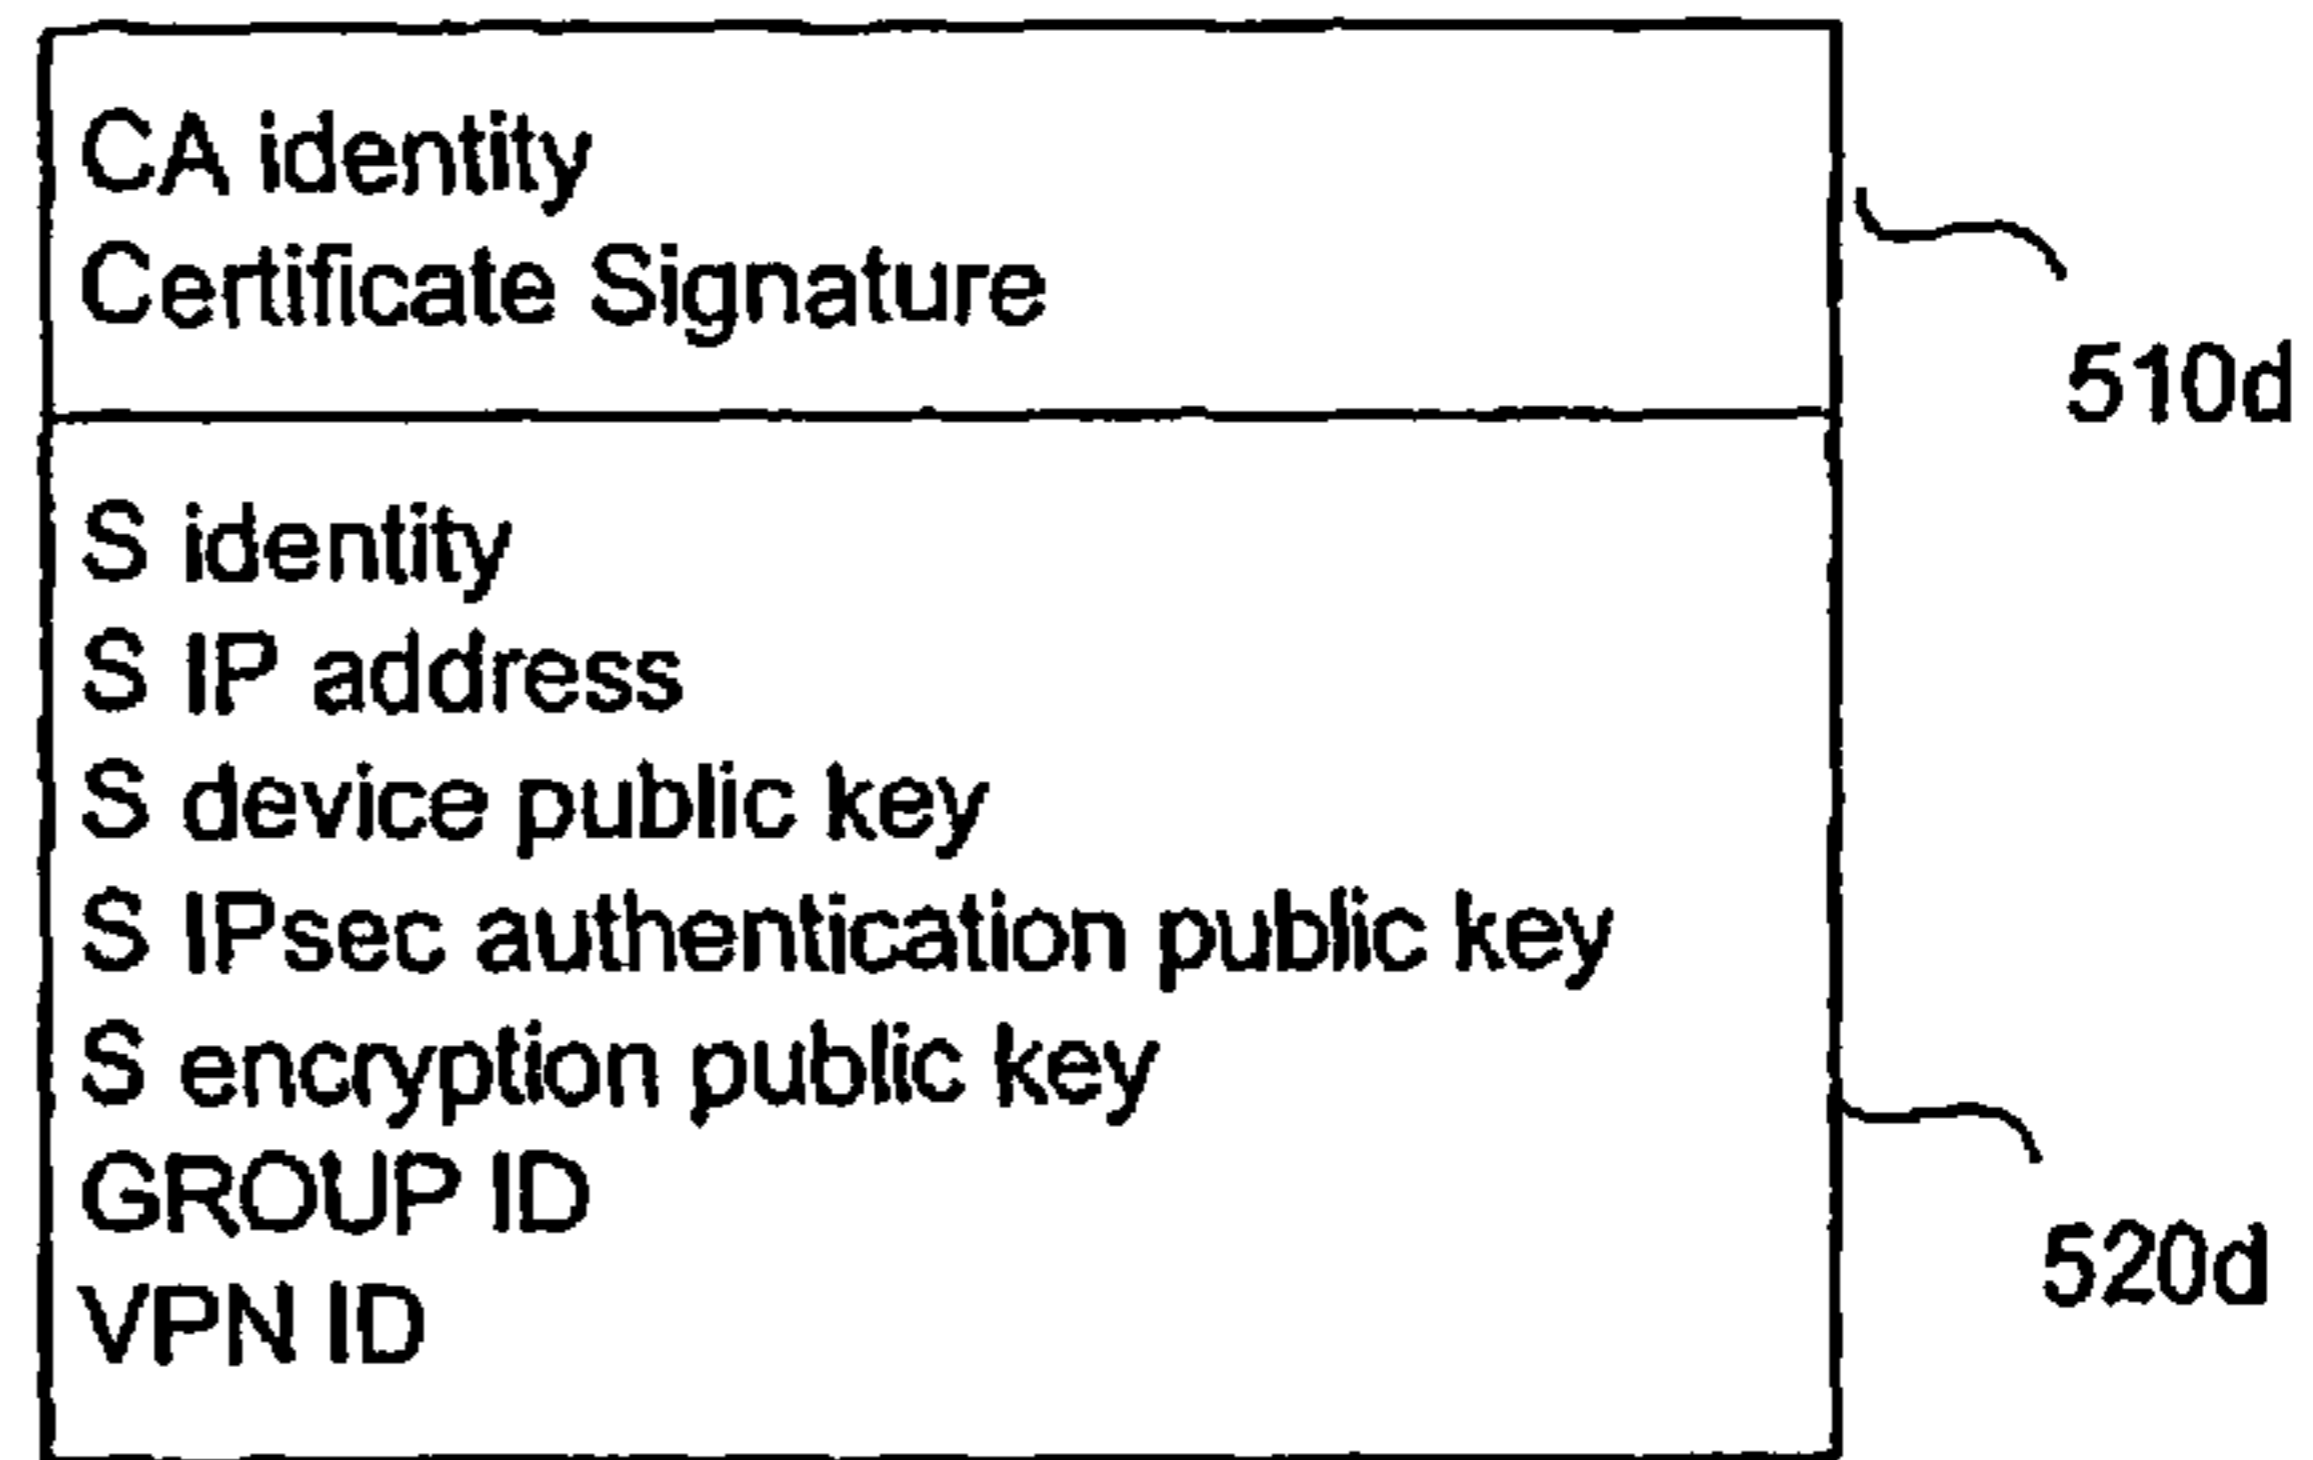 CA identity
Certificate Signature
510d
S identity
S IP address
S device public key
S IPsec authentication public key
S encryption public key
GROUP ID
VPN ID
520d